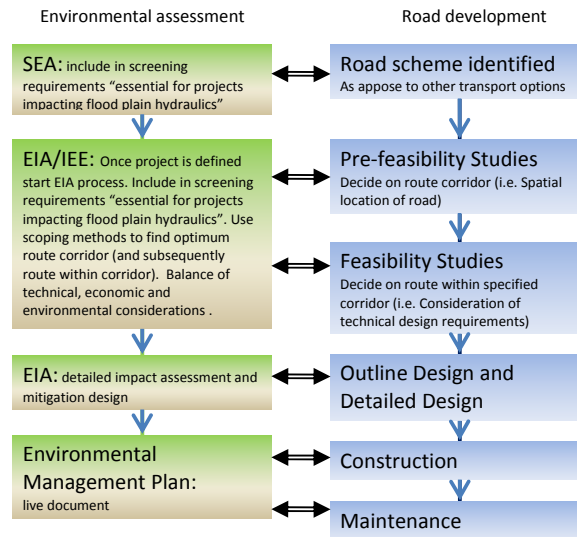 Environmental assessment
Road development
SEA: include in screening
requirements “essential for projects
impacting flood plain hydraulics”
Road scheme identified
As appose to other transport options
EIA/IEE: Once project is defined
start EIA process. Include in screening
requirements “essential for projects
impacting flood plain hydraulics”. Use
scoping methods to find optimum
route corridor (and subsequently
route within corridor). Balance of
technical, economic and
environmental considerations .
Pre-feasibility Studies
Decide on route corridor (i.e. Spatial
location of road)
Feasibility Studies
Decide on route within specified
corridor (i.e. Consideration of
technical design requirements)
EIA: detailed impact assessment and
mitigation design
Outline Design and
Detailed Design
Environmental
Management Plan:
live document
Construction
Maintenance